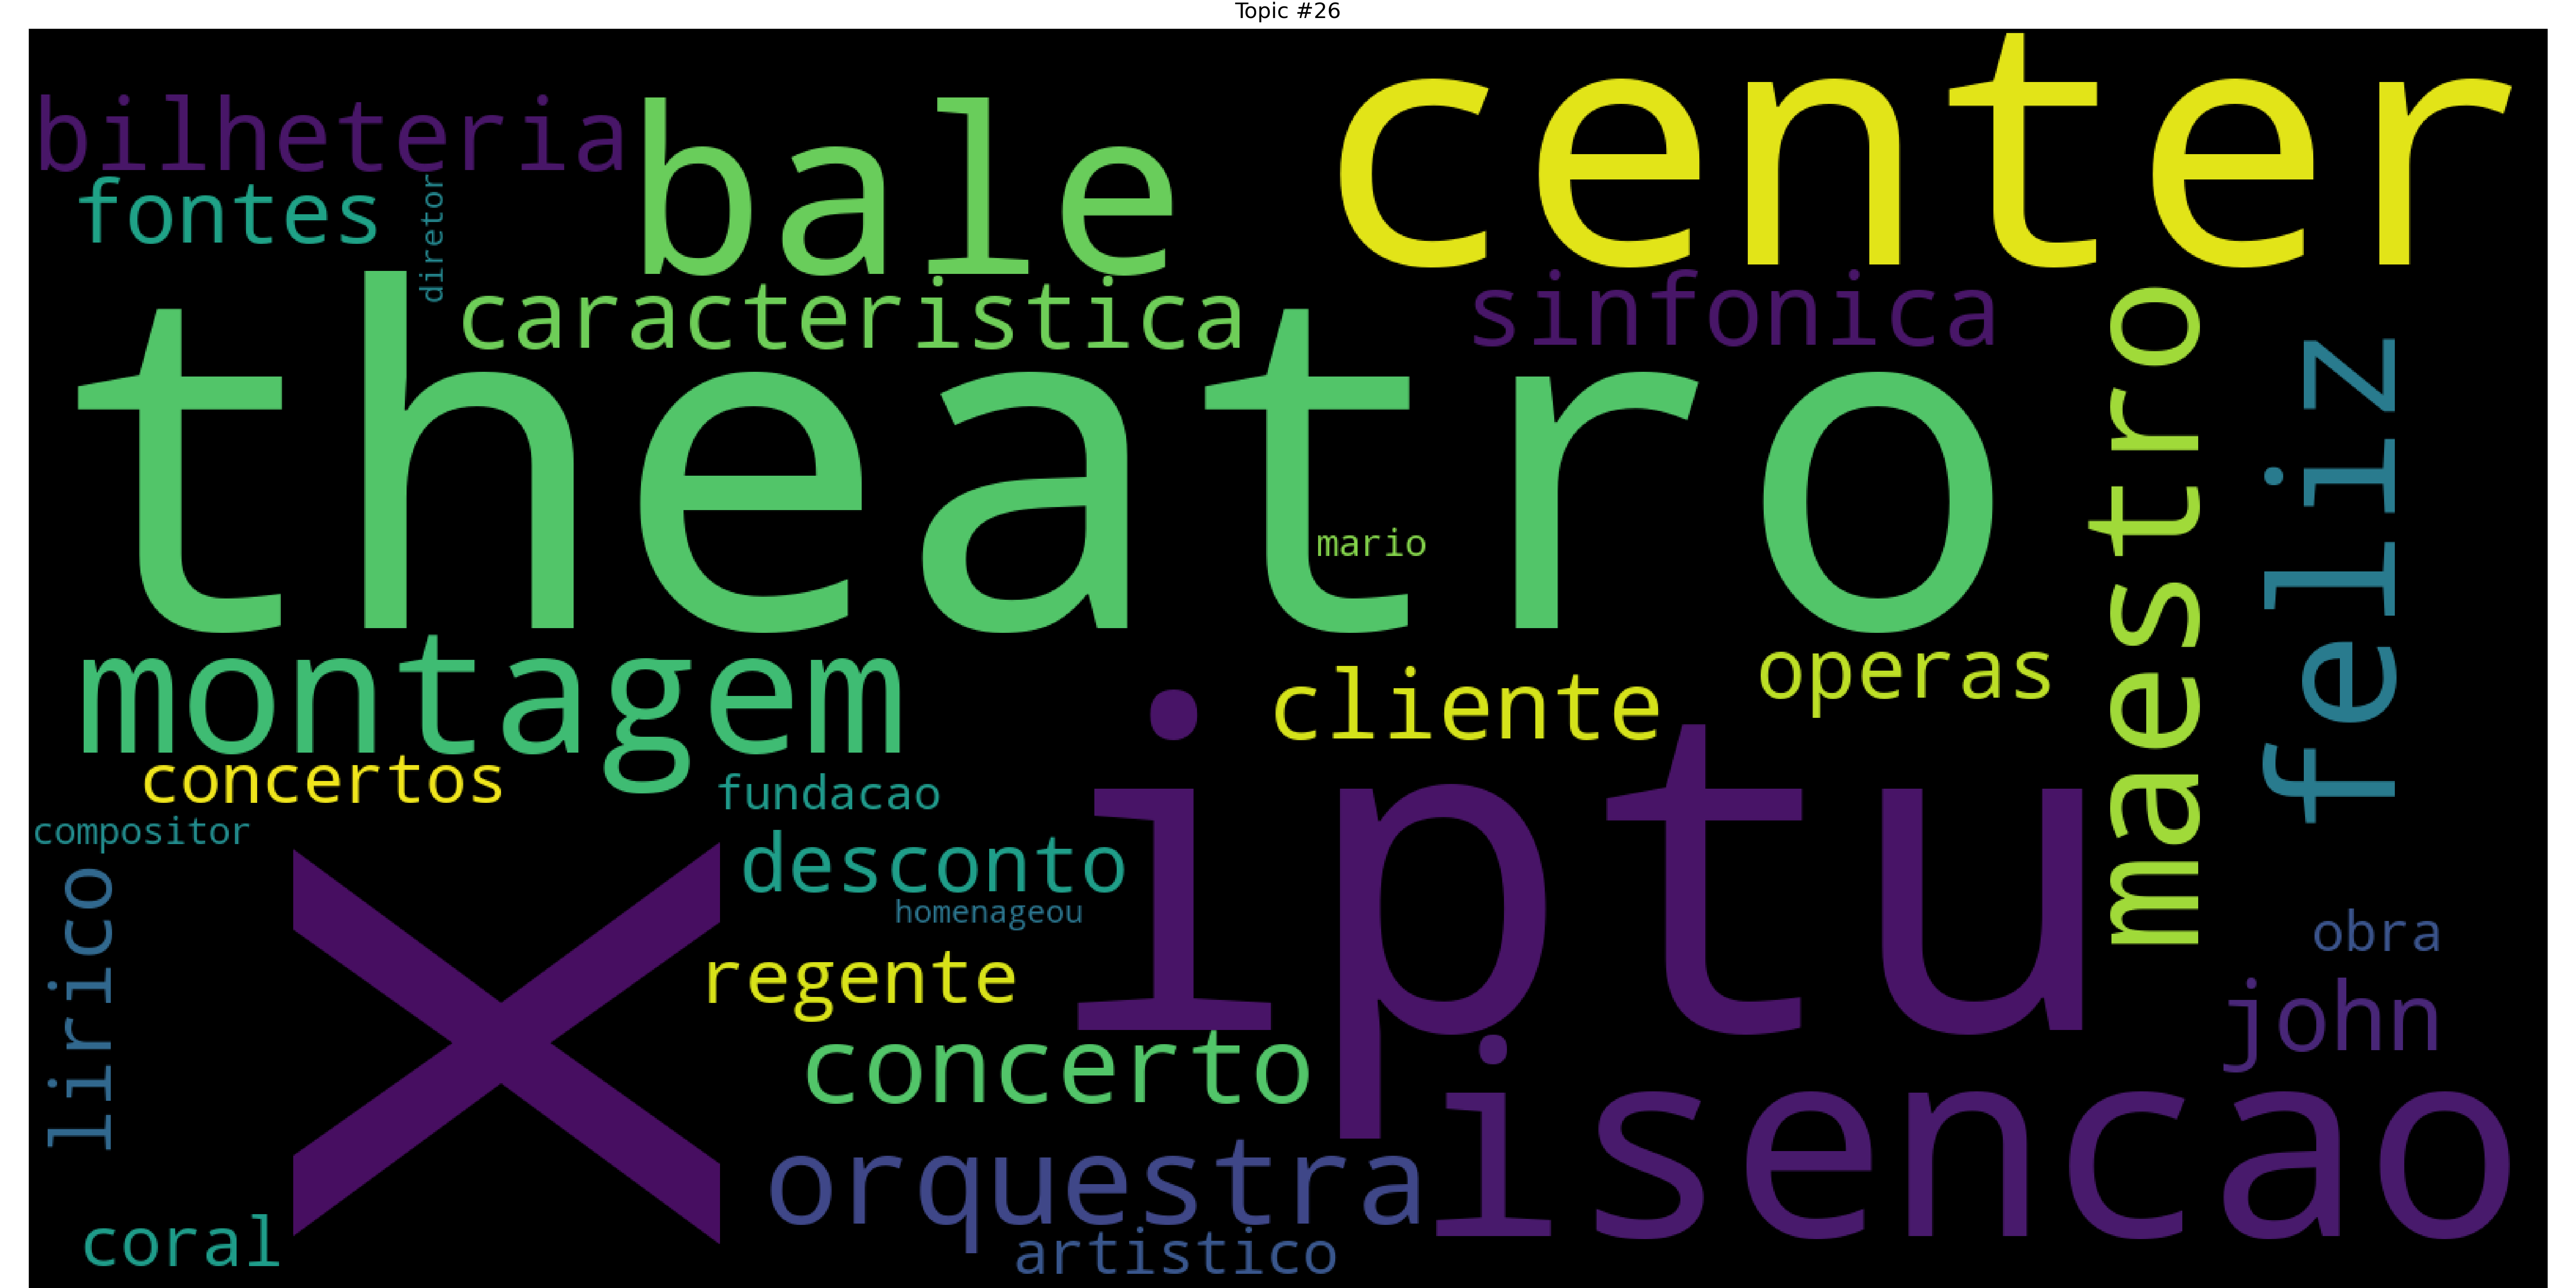 Topic #26
bilheteria
bale
center
fontes
diretor
caracteristica
sinfonica
theatro
maestro
feliz
mario
montagem
cliente
operas
concertos
fundacao
iptu
compositor
desconto
homenageou
lirico
x
regente
obra
john
concerto
isencao
orquestra
coral
artistico